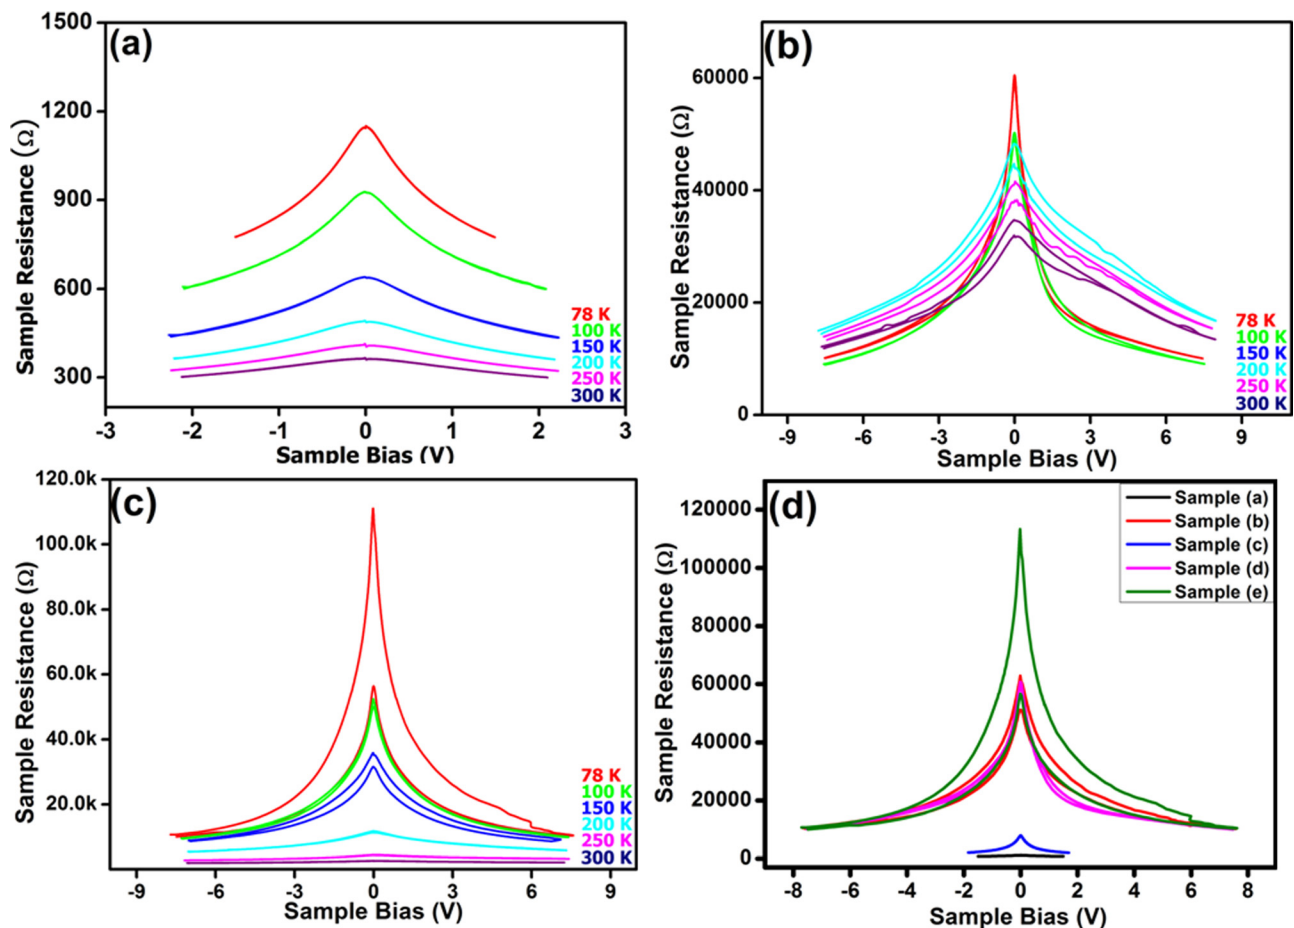 (a)
1500
1200
900
600
300
Sample Resistance (Ω)
-3 -2 -1 0 1 2 3
Sample Bias (V)
78 K
100 K
150 K
200 K
250 K
300 K
(b)
60000
40000
20000
0
Sample Resistance (Ω)
-9 -6 -3 0 3 6 9
Sample Bias (V)
78 K
100 K
150 K
200 K
250 K
300 K
(c)
120.0k
100.0k
80.0k
60.0k
40.0k
20.0k
Sample Resistance (Ω)
-9 -6 -3 0 3 6 9
Sample Bias (V)
78 K
100 K
150 K
200 K
250 K
300 K
(d)
120000
100000
80000
60000
40000
20000
0
Sample Resistance (Ω)
-8 -6 -4 -2 0 2 4 6 8
Sample Bias (V)
Sample (a)
Sample (b)
Sample (c)
Sample (d)
Sample (e)